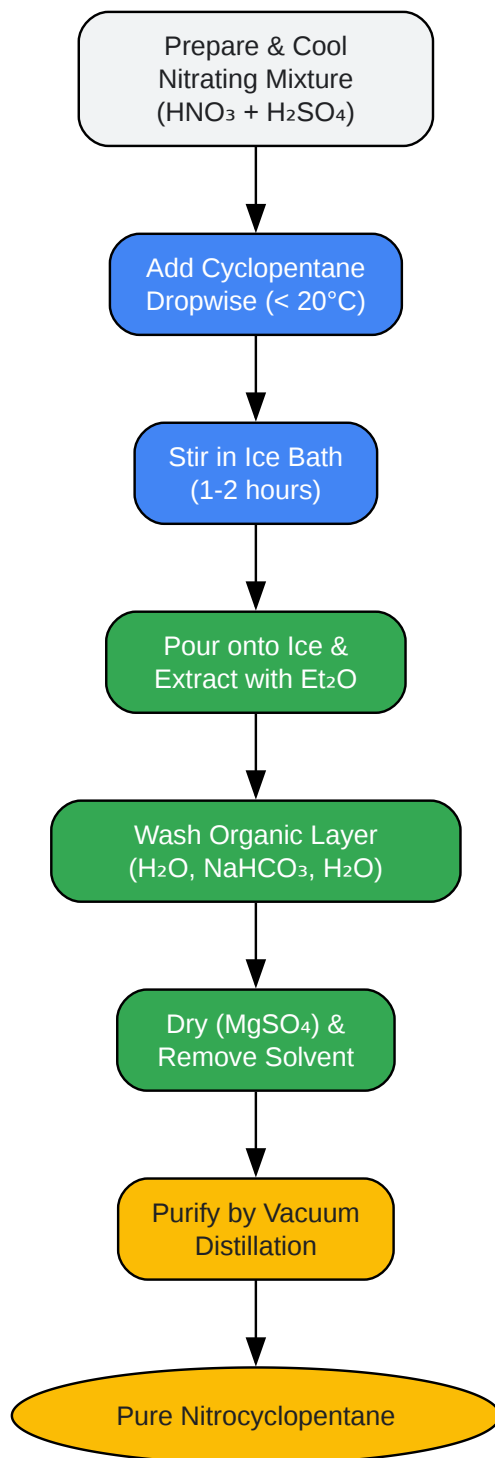 Prepare & Cool
Nitrating Mixture
(HNO₃ + H₂SO₄)
Add Cyclopentane
Dropwise (< 20°C)
Stir in Ice Bath
(1-2 hours)
Pour onto Ice &
Extract with Et₂O
Wash Organic Layer
(H₂O, NaHCO₃, H₂O)
Dry (MgSO₄) &
Remove Solvent
Purify by Vacuum
Distillation
Pure Nitrocyclopentane